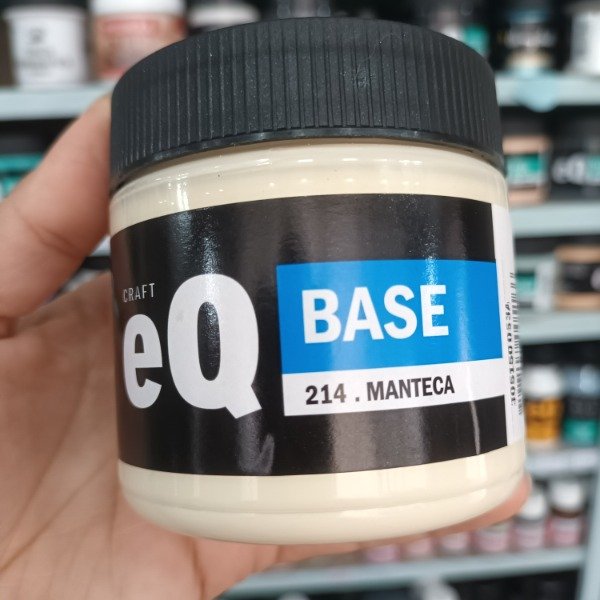 CRAFT
eQ
BASE
214 . MANTECA